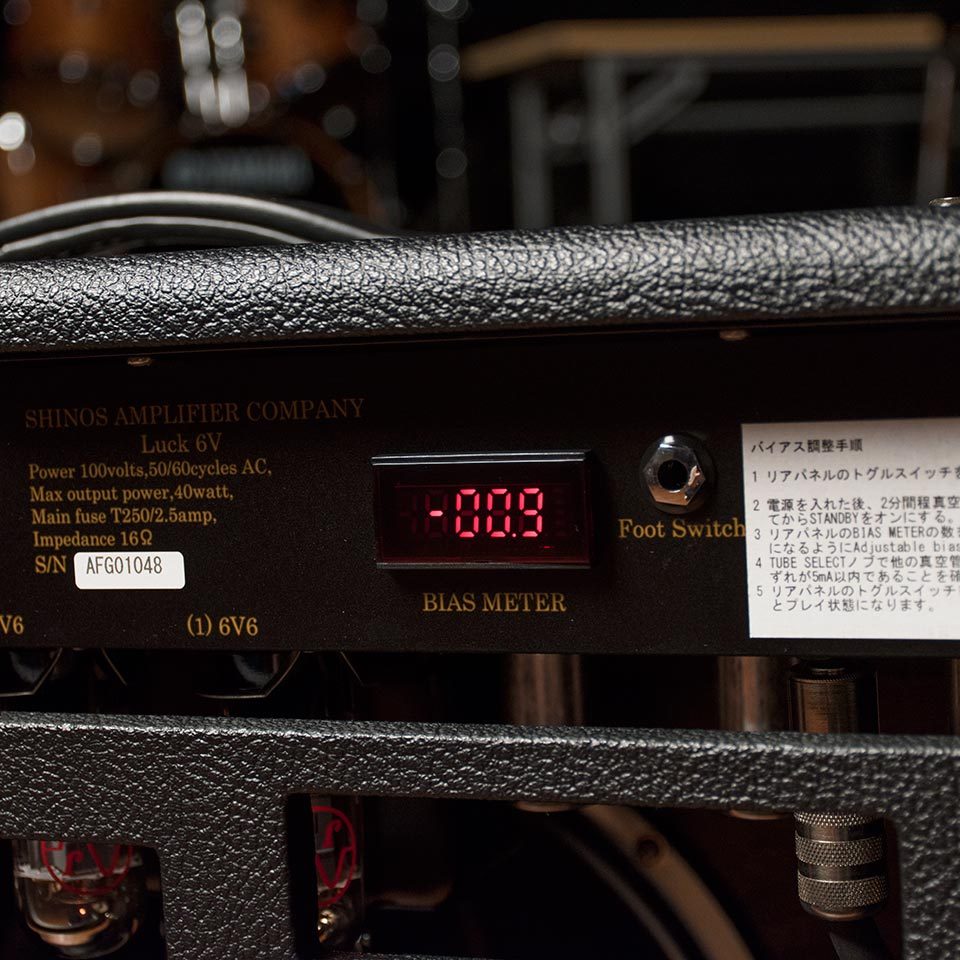 SHINOS AMPLIFIER COMPANY
Luck 6V
Power 100volts,50/60cycles AC,
Max output power,40watt,
Main fuse T250/2.5amp,
Impedance 16Ω
S/N AFG01048
-00.9
BIAS METER
Foot Switch
V6
(1) 6V6
バイアス調整手順
1 リアパネルのトグルスイッチを
2 電源を入れた後、2分間程真空
てからSTANDBYをオンにする。
3 リアパネルのBIAS METERの数
になるようにAdjustable bias
4 TUBE SELECTノブで他の真空管
ずれが5mA以内であることを確
5 リアパネルのトグルスイッチ
とプレイ状態になります。